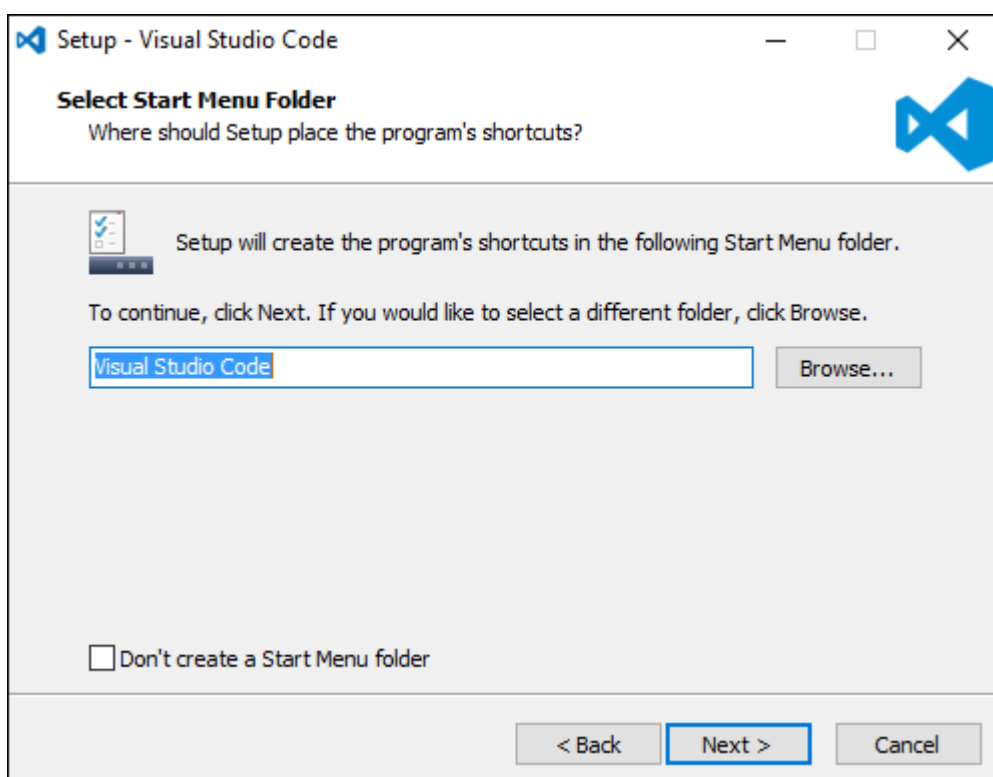 Setup - Visual Studio Code
Select Start Menu Folder
Where should Setup place the program's shortcuts?
Setup will create the program's shortcuts in the following Start Menu folder.
To continue, click Next. If you would like to select a different folder, click Browse.
Visual Studio Code
Browse...
Don't create a Start Menu folder
< Back
Next >
Cancel